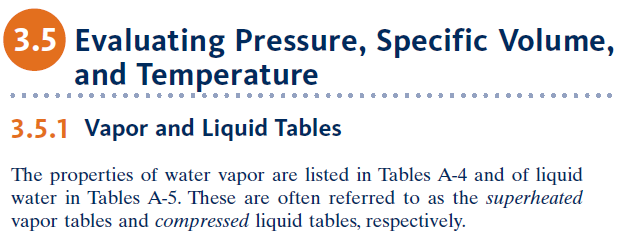 3.5 Evaluating Pressure, Specific Volume,
and Temperature
3.5.1 Vapor and Liquid Tables
The properties of water vapor are listed in Tables A-4 and of liquid
water in Tables A-5. These are often referred to as the superheated
vapor tables and compressed liquid tables, respectively.